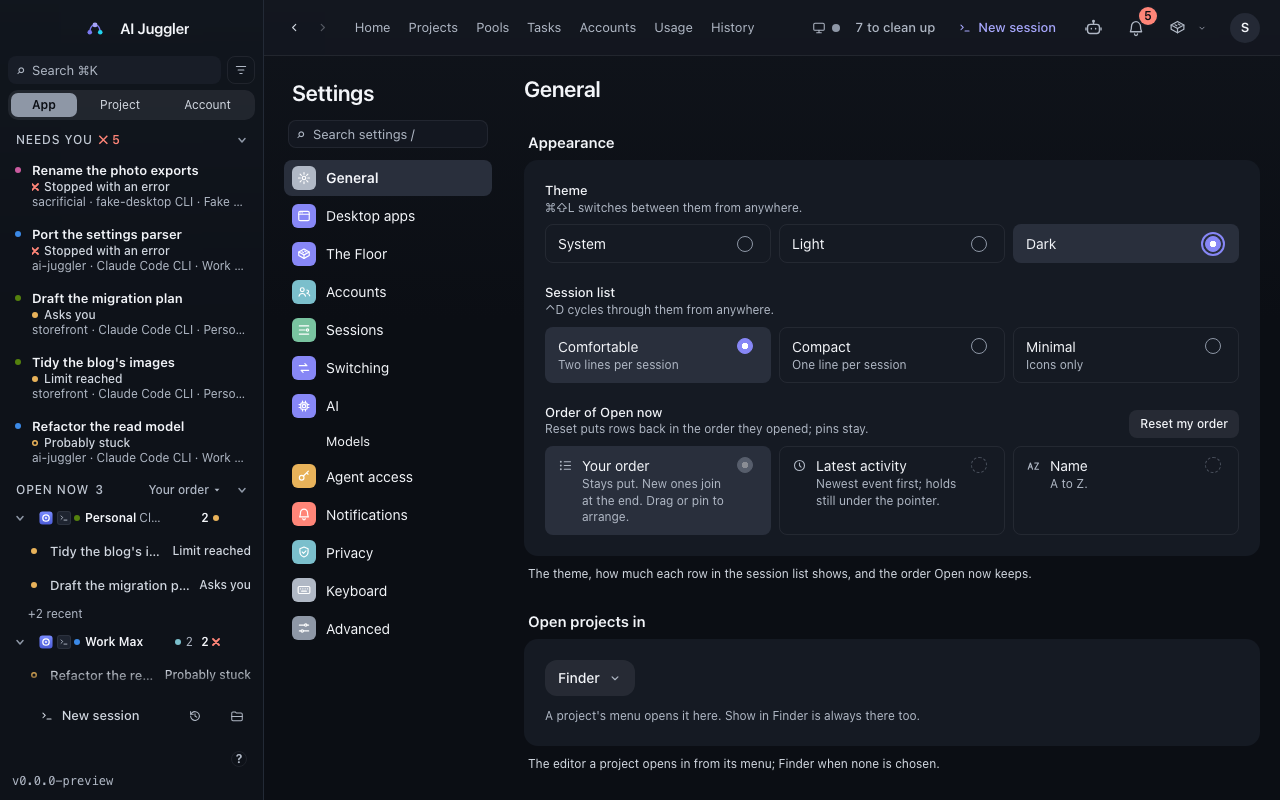 AI Juggler
Search ⌘K
App Project Account
NEEDS YOU 5
Rename the photo exports
Stopped with an error
sacrificial · fake-desktop CLI · Fake ...
Port the settings parser
Stopped with an error
ai-juggler · Claude Code CLI · Work ...
Draft the migration plan
Asks you
storefront · Claude Code CLI · Perso...
Tidy the blog's images
Limit reached
storefront · Claude Code CLI · Perso...
Refactor the read model
Probably stuck
ai-juggler · Claude Code CLI · Work ...
OPEN NOW 3 Your order
Personal Cl... 2
Tidy the blog's i... Limit reached
Draft the migration p... Asks you
+2 recent
Work Max 2 2
Refactor the re... Probably stuck
New session
?
v0.0.0-preview
Home Projects Pools Tasks Accounts Usage History
7 to clean up
New session
5
S
Settings
Search settings /
General
Desktop apps
The Floor
Accounts
Sessions
Switching
AI
Models
Agent access
Notifications
Privacy
Keyboard
Advanced
General
Appearance
Theme
⌘⇧L switches between them from anywhere.
System Light Dark
Session list
^D cycles through them from anywhere.
Comfortable
Two lines per session
Compact
One line per session
Minimal
Icons only
Order of Open now
Reset puts rows back in the order they opened; pins stay.
Reset my order
Your order
Stays put. New ones join
at the end. Drag or pin to
arrange.
Latest activity
Newest event first; holds
still under the pointer.
AZ Name
A to Z.
The theme, how much each row in the session list shows, and the order Open now keeps.
Open projects in
Finder
A project's menu opens it here. Show in Finder is always there too.
The editor a project opens in from its menu; Finder when none is chosen.